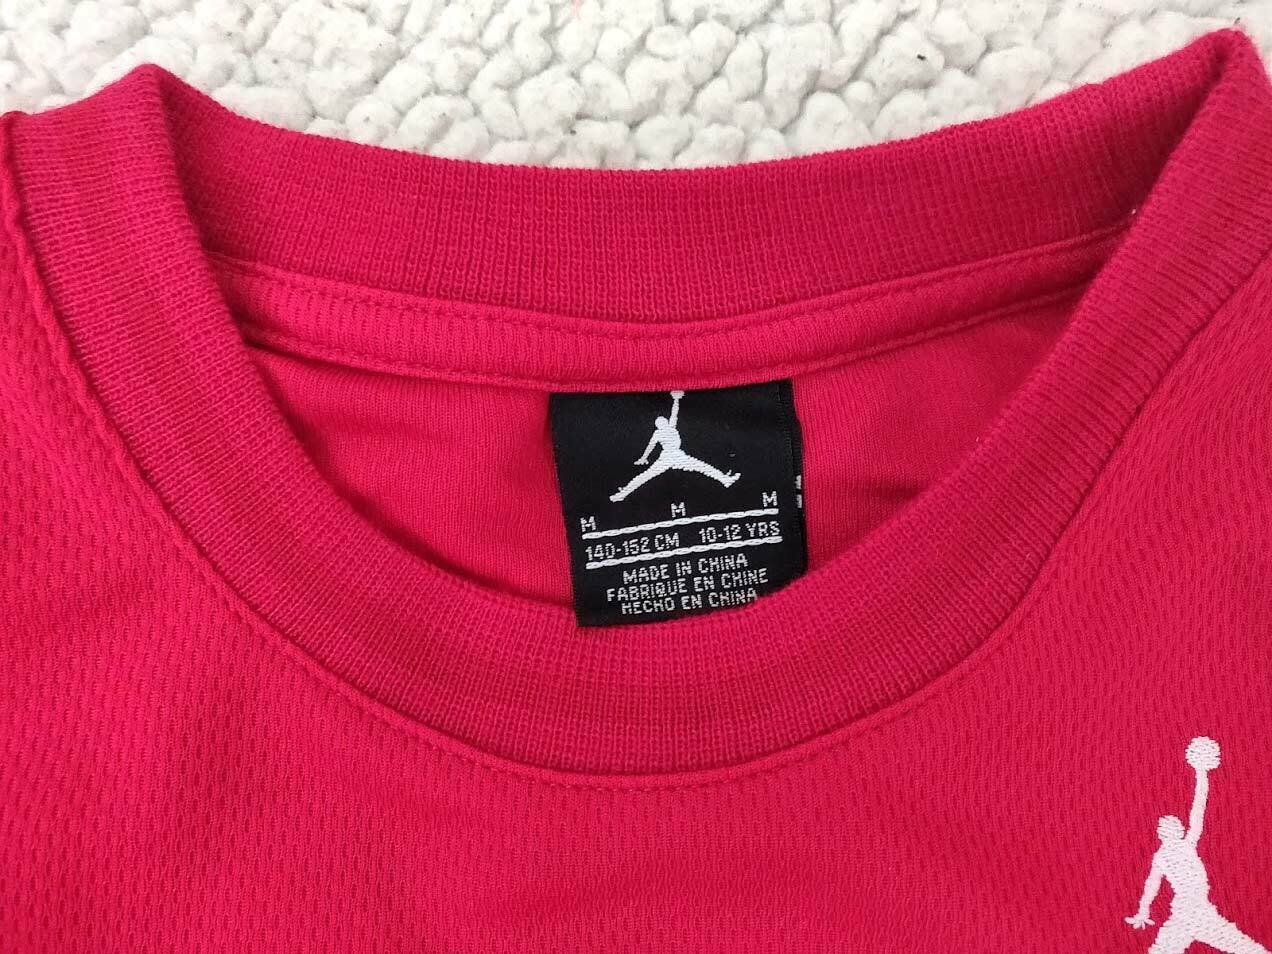 M M M
140-152 CM 10-12 YRS
MADE IN CHINA
FABRIQUE EN CHINE
HECHO EN CHINA